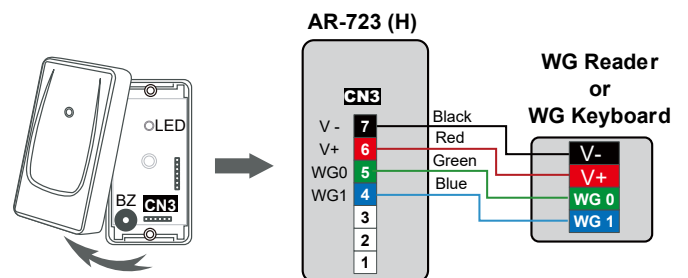 AR-723 (H)
LED
BZ
CN3
CN3
V -
7
Black
V+
6
Red
WG0
5
Green
WG1
4
Blue
3
2
1
WG Reader
or
WG Keyboard
V-
V+
WG 0
WG 1